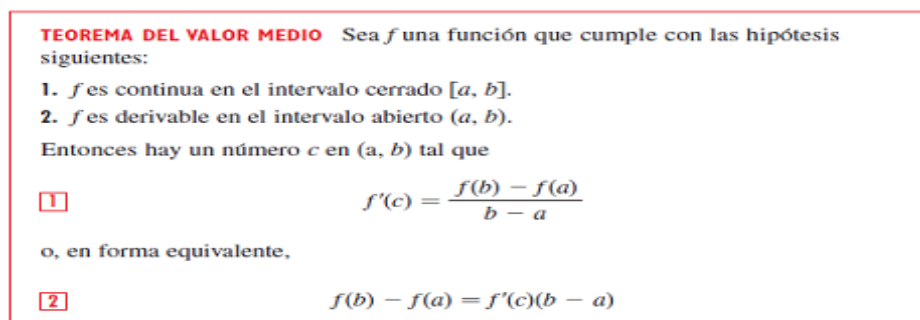 TEOREMA DEL VALOR MEDIO Sea f una función que cumple con las hipótesis
siguientes:
1. f es continua en el intervalo cerrado [a, b].
2. f es derivable en el intervalo abierto (a, b).
Entonces hay un número c en (a, b) tal que
1 f'(c) = \frac{f(b) − f(a)}{b − a}
o, en forma equivalente,
2 f(b) − f(a) = f'(c)(b − a)